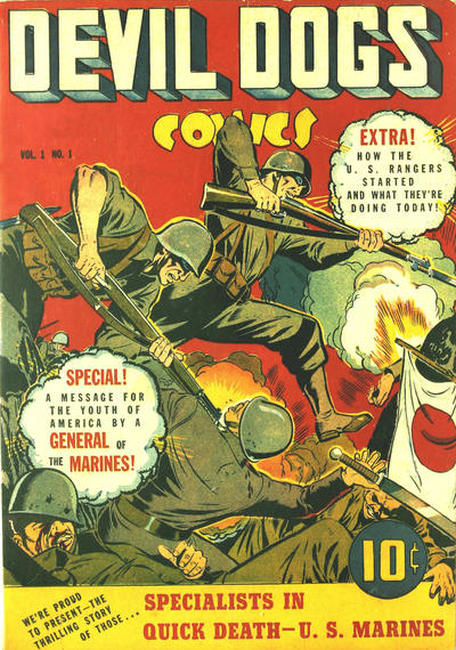 DEVIL DOGS
COMICS
VOL. 1 NO. 1
EXTRA!
HOW THE
U. S. RANGERS
STARTED
AND WHAT THEY'RE
DOING TODAY!
SPECIAL!
A MESSAGE FOR
THE YOUTH OF
AMERICA BY A
GENERAL OF
THE MARINES!
10¢
WE'RE PROUD
TO PRESENT—THE
THRILLING STORY
OF THOSE...
SPECIALISTS IN
QUICK DEATH—U. S. MARINES